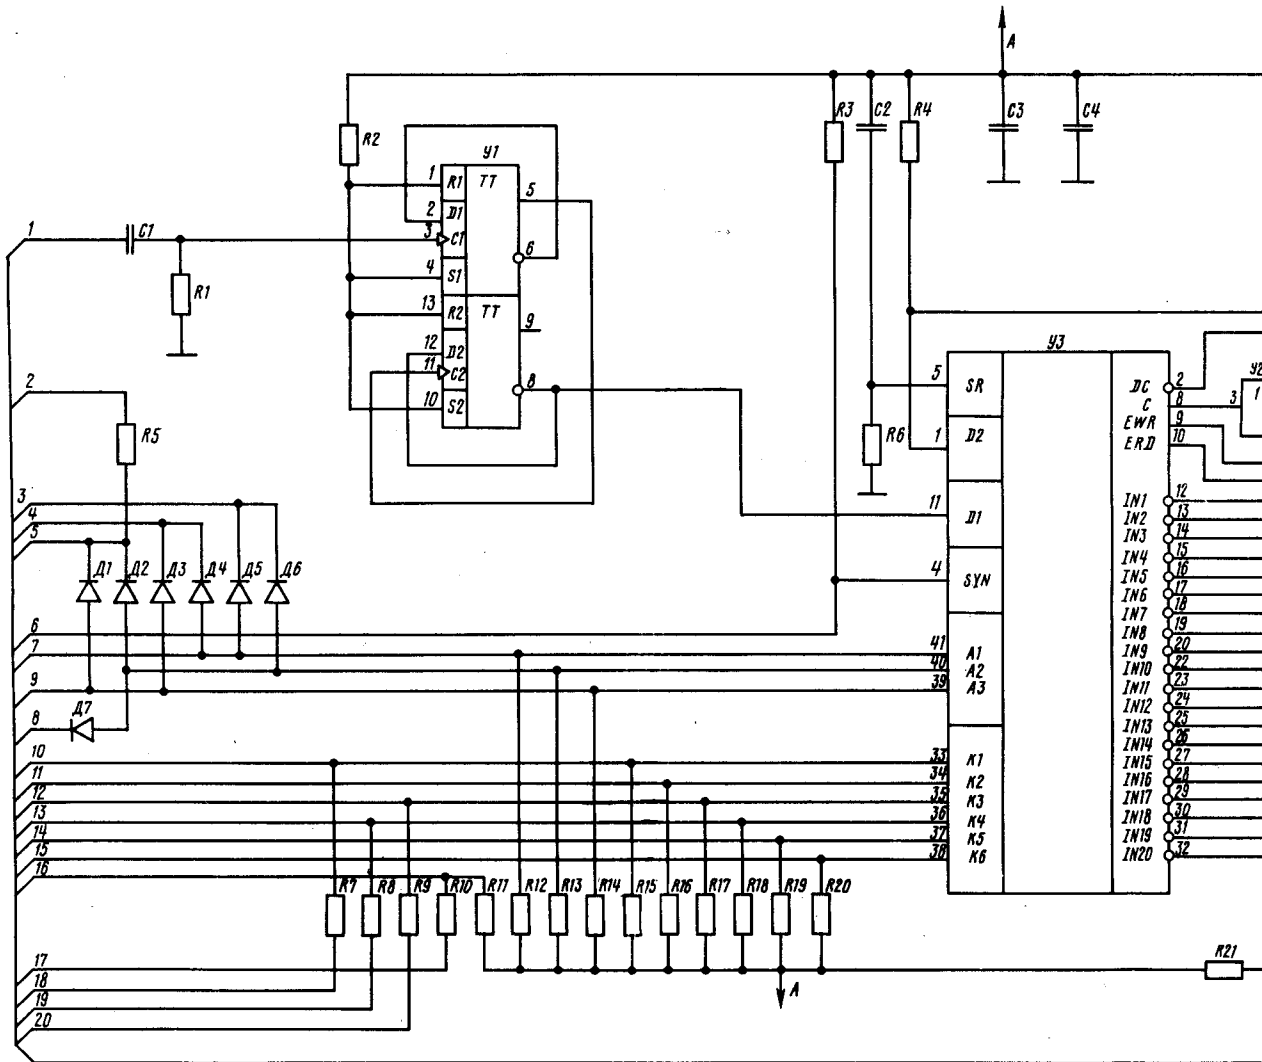 A
R3
C2
R4
C3
C4
R2
У1
1
R1
TT
5
2
D1
3
C1
6
4
S1
13
R2
TT
9
12
D2
11
C2
8
10
S2
1
C1
R1
2
R5
3
4
5
Д1
Д2
Д3
Д4
Д5
Д6
6
7
9
8
Д7
10
11
12
13
14
15
16
17
18
19
20
R7
R8
R9
R10
R11
R12
R13
R14
R15
R16
R17
R18
R19
R20
A
R21
R6
У3
У2
5
SR
1
D2
11
D1
4
SYN
41
A1
40
A2
39
A3
33
K1
34
K2
35
K3
36
K4
37
K5
38
K6
DC
2
C
8
3
1
EWR
9
ERD
10
IN1
12
IN2
13
IN3
14
IN4
15
IN5
16
IN6
17
IN7
18
IN8
19
IN9
20
IN10
22
IN11
23
IN12
24
IN13
25
IN14
26
IN15
27
IN16
28
IN17
29
IN18
30
IN19
31
IN20
32